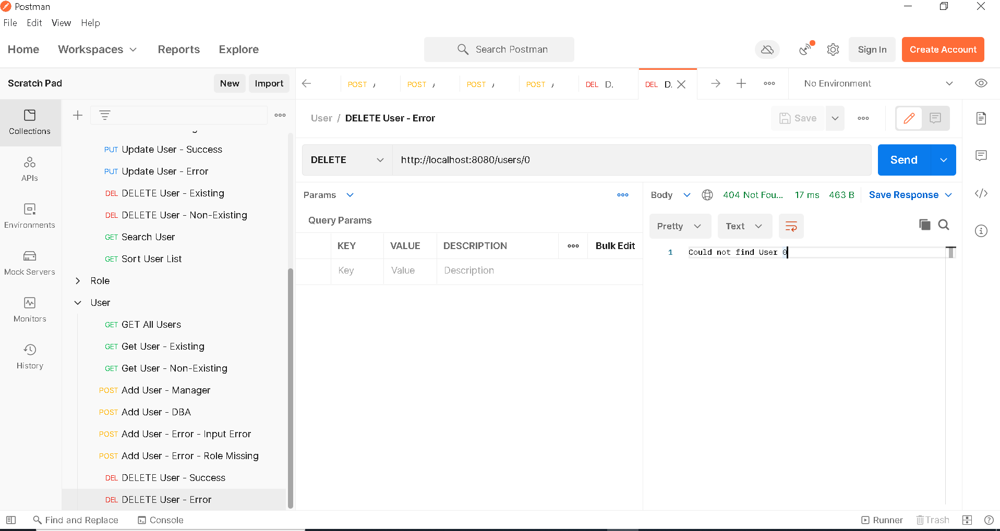 Postman
File Edit View Help
Home Workspaces Reports Explore Search Postman Sign In Create Account
Scratch Pad New Import
POST POST POST POST DEL D. DEL D. No Environment
Collections
APIs
Environments
Mock Servers
Monitors
History
PUT Update User - Success
PUT Update User - Error
DEL DELETE User - Existing
DEL DELETE User - Non-Existing
GET Search User
GET Sort User List
Role
User
GET GET All Users
GET Get User - Existing
GET Get User - Non-Existing
POST Add User - Manager
POST Add User - DBA
POST Add User - Error - Input Error
POST Add User - Error - Role Missing
DEL DELETE User - Success
DEL DELETE User - Error
User / DELETE User - Error Save
DELETE http://localhost:8080/users/0 Send
Params
Query Params
KEY VALUE DESCRIPTION Bulk Edit
Key Value Description
Body 404 Not Fou... 17 ms 463 B Save Response
Pretty Text
1 Could not find User 0
Find and Replace Console Runner Trash